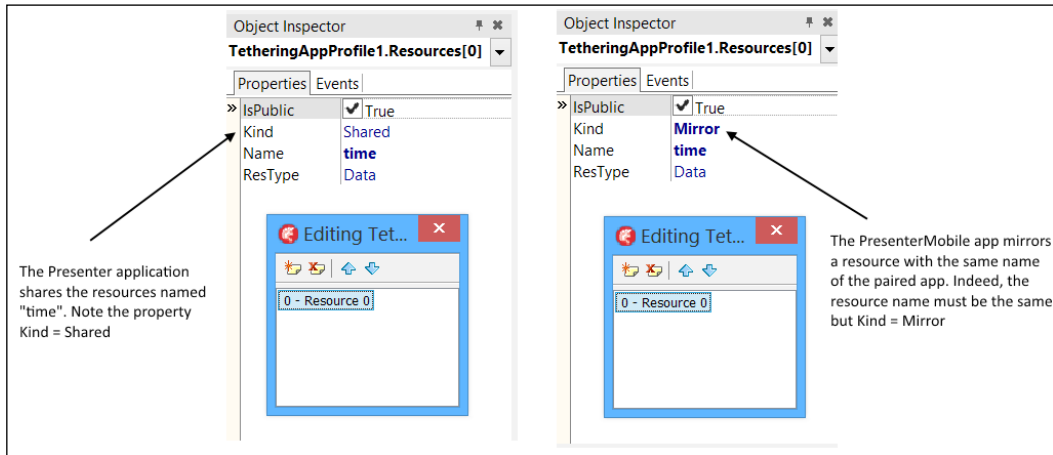 Object Inspector
TetheringAppProfile1.Resources[0]
Properties Events
IsPublic True
Kind Shared
Name time
ResType Data
Editing Tet...
0 - Resource 0
The Presenter application
shares the resources named
"time". Note the property
Kind = Shared
Object Inspector
TetheringAppProfile1.Resources[0]
Properties Events
IsPublic True
Kind Mirror
Name time
ResType Data
Editing Tet...
0 - Resource 0
The PresenterMobile app mirrors
a resource with the same name
of the paired app. Indeed, the
resource name must be the same
but Kind = Mirror